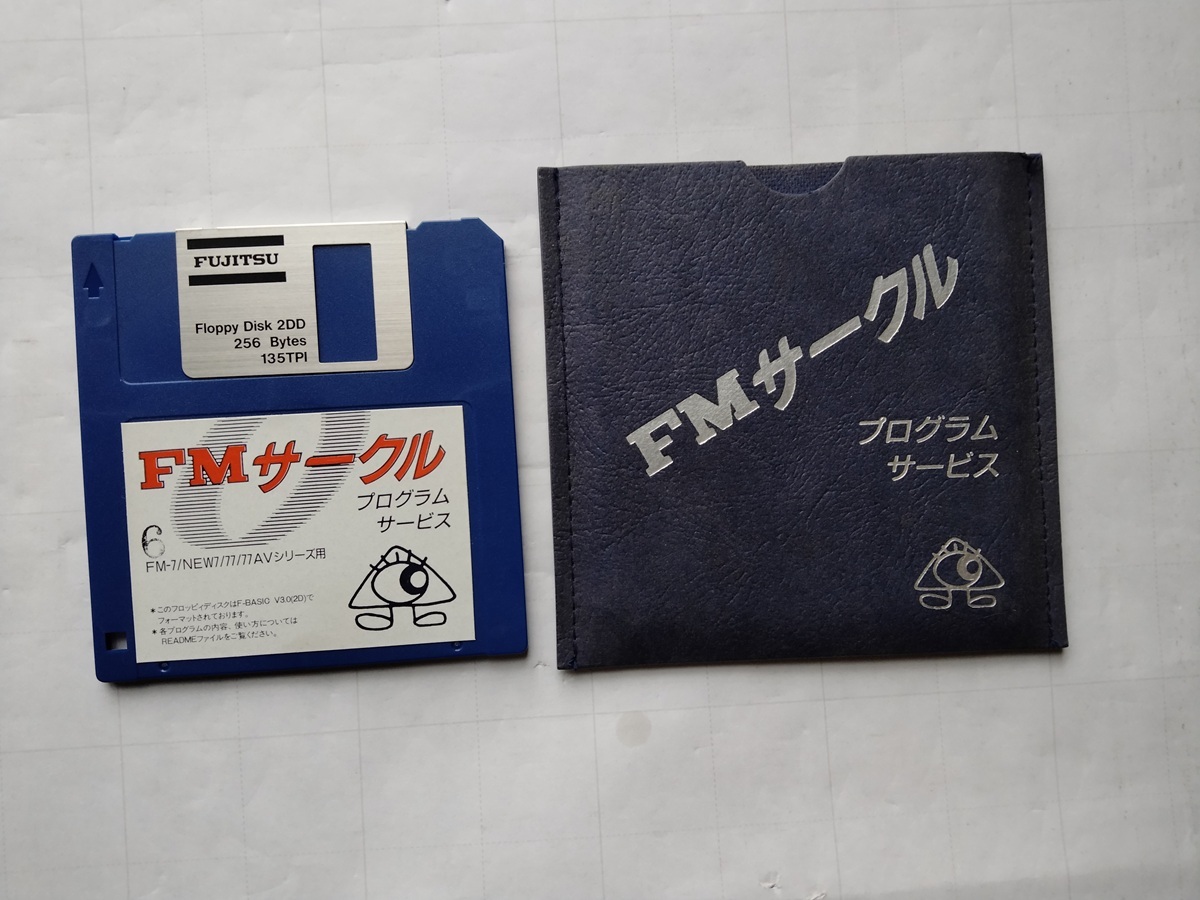 FUJITSU
Floppy Disk 2DD
256 Bytes
135TPI
FMサークル
プログラム
サービス
6
FM-7/NEW7/77/77AVシリーズ用
*このフロッピィディスクはF-BASIC V3.0(2D)で
フォーマットされております。
*各プログラムの内容、使い方については
READMEファイルをご覧ください。
FMサークル
プログラム
サービス